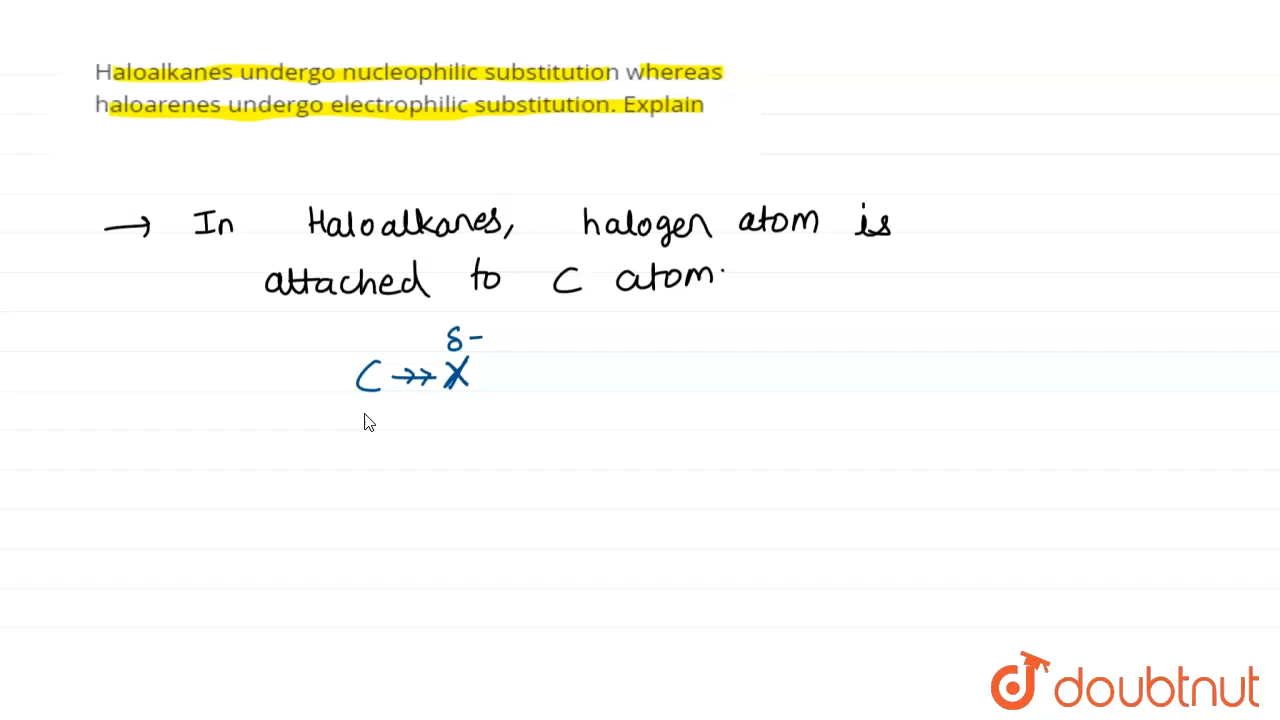 Haloalkanes undergo nucleophilic substitution whereas
haloarenes undergo electrophilic substitution. Explain
→ In Haloalkanes, halogen atom is
attached to C atom.
δ-
C →→ X
doubtnut